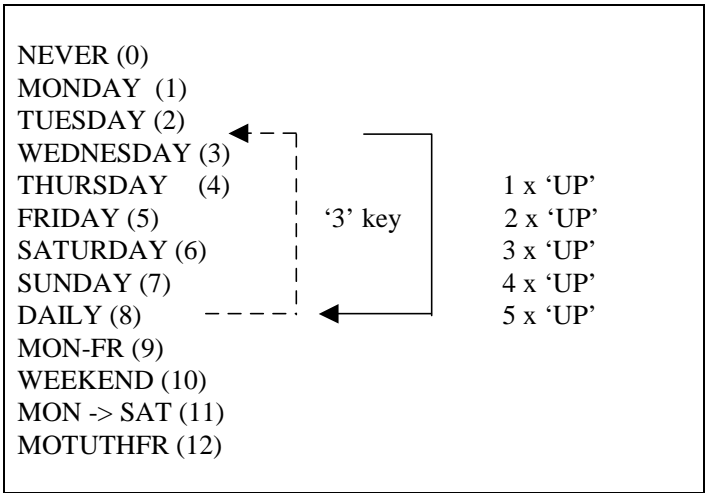 NEVER (0)
MONDAY (1)
TUESDAY (2)
WEDNESDAY (3)
THURSDAY (4) 1 x ‘UP’
FRIDAY (5) ‘3’ key 2 x ‘UP’
SATURDAY (6) 3 x ‘UP’
SUNDAY (7) 4 x ‘UP’
DAILY (8) 5 x ‘UP’
MON-FR (9)
WEEKEND (10)
MON -> SAT (11)
MOTUTHFR (12)